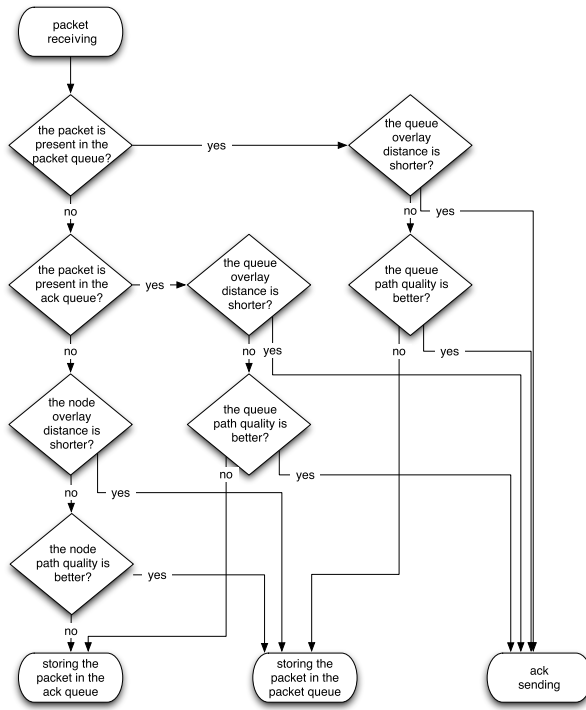 packet
receiving
the packet is
present in the
packet queue?
yes
the queue
overlay
distance is
shorter?
no
no
yes
the packet is
present in the
ack queue?
yes
the queue
overlay
distance is
shorter?
the queue
path quality is
better?
no
no
yes
no
yes
the node
overlay
distance is
shorter?
the queue
path quality is
better?
no
yes
no
yes
the node
path quality is
better?
yes
no
storing the
packet in the
ack queue
storing the
packet in the
packet queue
ack
sending